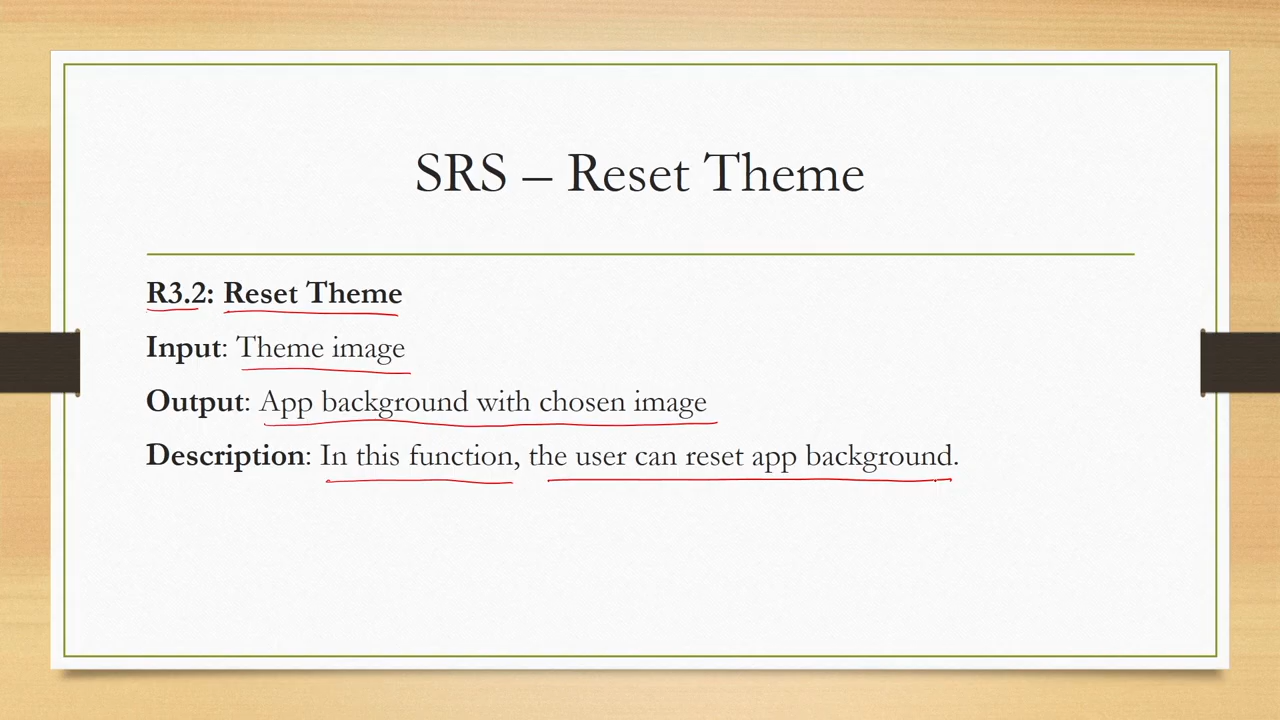 SRS – Reset Theme
R3.2: Reset Theme
Input: Theme image
Output: App background with chosen image
Description: In this function, the user can reset app background.